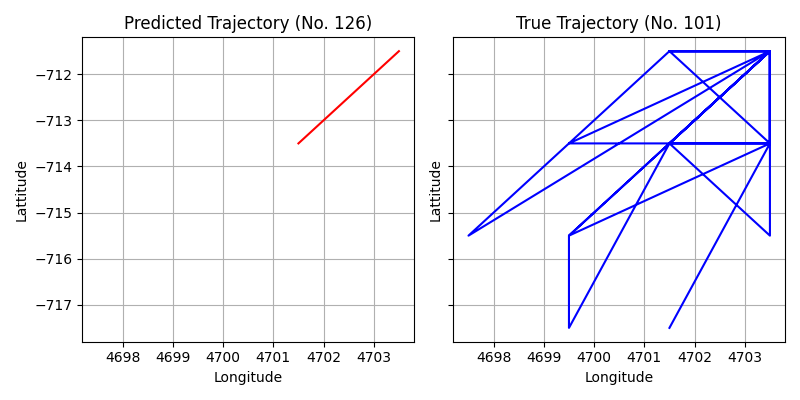 Predicted Trajectory (No. 126)
True Trajectory (No. 101)
−712
−713
−714
−715
−716
−717
Lattitude
Lattitude
4698 4699 4700 4701 4702 4703
4698 4699 4700 4701 4702 4703
Longitude
Longitude